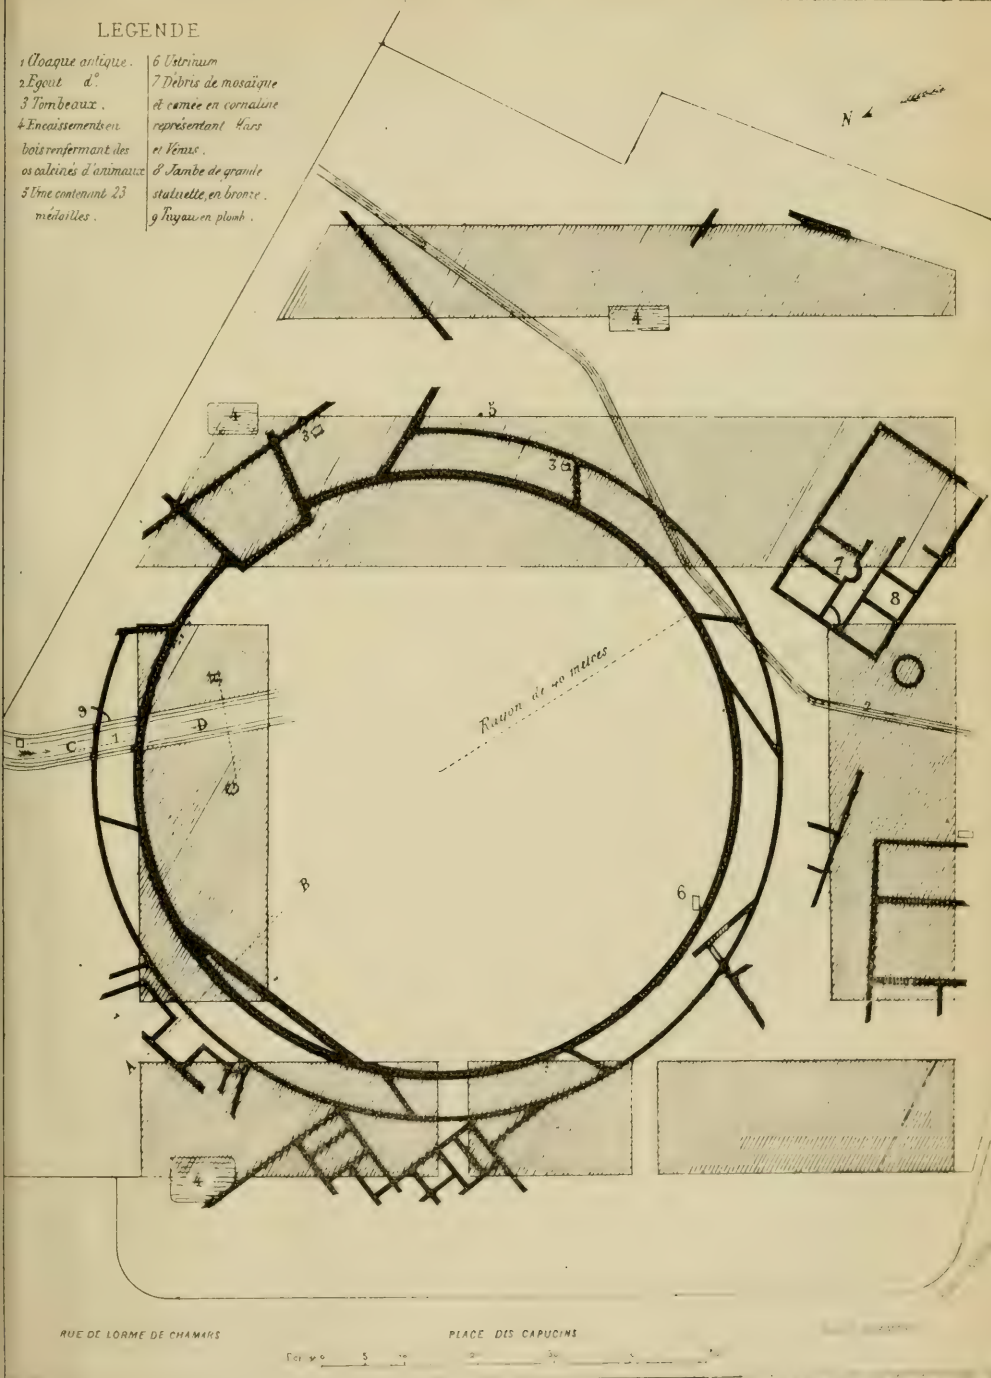 LEGENDE
1 Cloaque antique.
2 Egout d°.
3 Tombeaux.
4 Encaissements en
bois renfermant des
os calcinés d'animaux
5 Urne contenant 23
médailles.
6 Ustrinum
7 Débris de mosaïque
et camée en cornaline
représentant Mars
et Vénus.
8 Jambe de grande
statuette, en bronze.
9 Tuyau en plomb.
N
2
4
4
5
3
3
7
8
Rayon de 40 metres
9
C 1 D
2
B
6
A
4
RUE DE LORME DE CHAMARS
PLACE DES CAPUCINS
5